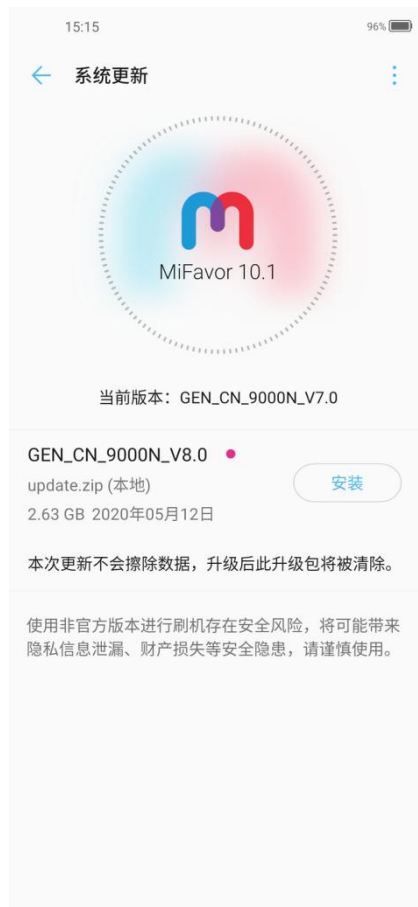 15:15
96%
系统更新
MiFavor 10.1
当前版本：GEN_CN_9000N_V7.0
GEN_CN_9000N_V8.0
update.zip (本地)
安装
2.63 GB 2020年05月12日
本次更新不会擦除数据，升级后此升级包将被清除。
使用非官方版本进行刷机存在安全风险，将可能带来
隐私信息泄漏、财产损失等安全隐患，请谨慎使用。